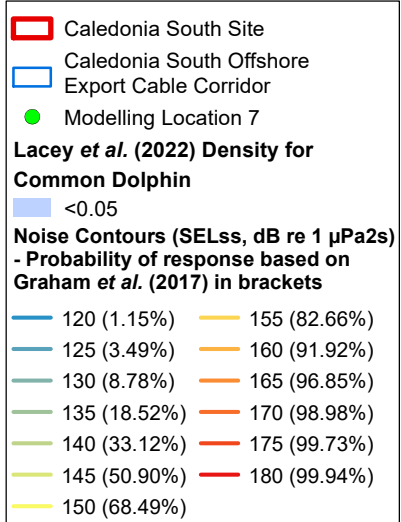 Caledonia South Site
Caledonia South Offshore
Export Cable Corridor
Modelling Location 7
Lacey et al. (2022) Density for
Common Dolphin
<0.05
Noise Contours (SELss, dB re 1 µPa2s)
- Probability of response based on
Graham et al. (2017) in brackets
120 (1.15%)
125 (3.49%)
130 (8.78%)
135 (18.52%)
140 (33.12%)
145 (50.90%)
150 (68.49%)
155 (82.66%)
160 (91.92%)
165 (96.85%)
170 (98.98%)
175 (99.73%)
180 (99.94%)